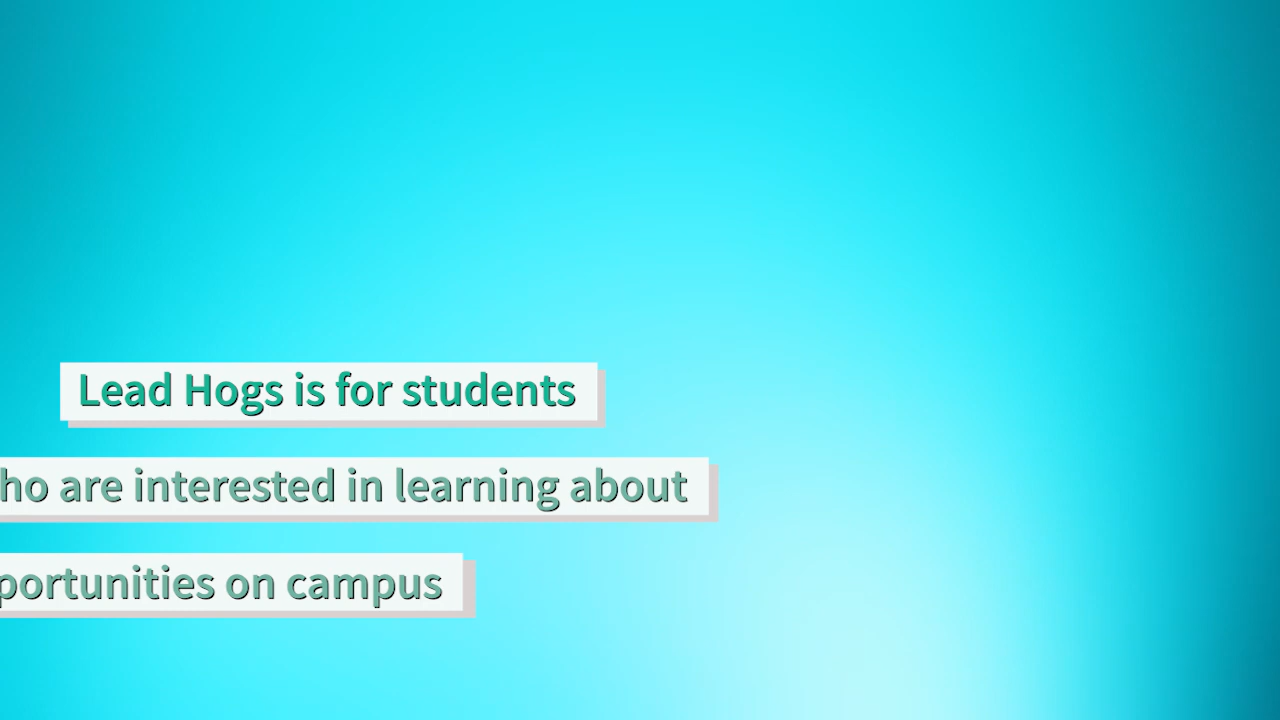 Lead Hogs is for students
ho are interested in learning about
portunities on campus